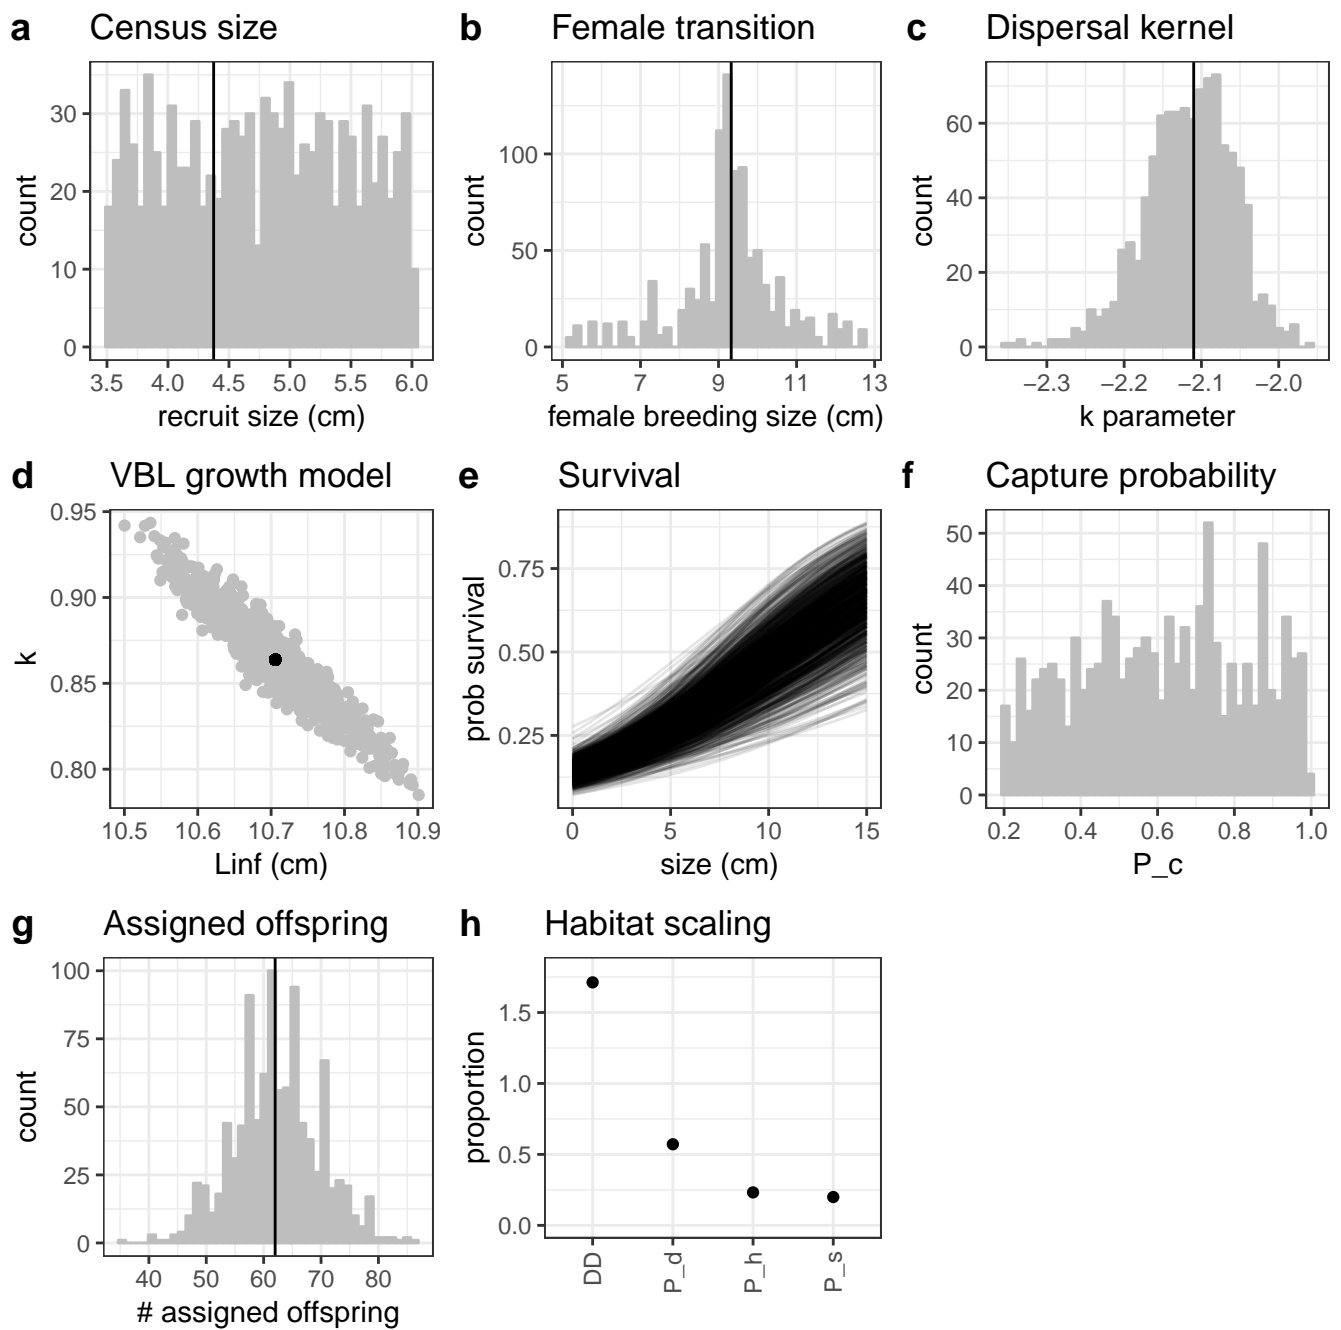 a Census size
30
20
10
0
count
3.5 4.0 4.5 5.0 5.5 6.0
recruit size (cm)
b Female transition
100
50
0
count
5 7 9 11 13
female breeding size (cm)
c Dispersal kernel
60
40
20
0
count
−2.3 −2.2 −2.1 −2.0
k parameter
d VBL growth model
0.95
0.90
0.85
0.80
k
10.5 10.6 10.7 10.8 10.9
Linf (cm)
e Survival
0.75
0.50
0.25
prob survival
0 5 10 15
size (cm)
f Capture probability
50
40
30
20
10
0
count
0.2 0.4 0.6 0.8 1.0
P_c
g Assigned offspring
100
75
50
25
0
count
40 50 60 70 80
# assigned offspring
h Habitat scaling
1.5
1.0
0.5
0.0
proportion
DD P_d P_h P_s